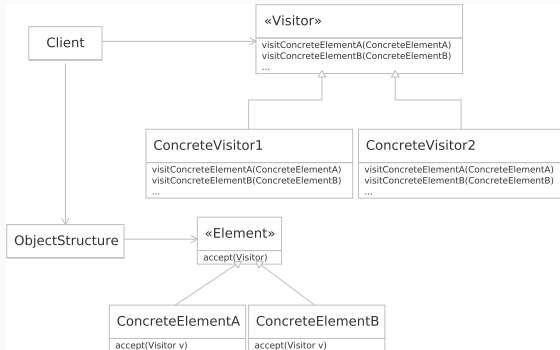 «Visitor»
visitConcreteElementA(ConcreteElementA)
visitConcreteElementB(ConcreteElementB)
...
Client
ConcreteVisitor1
visitConcreteElementA(ConcreteElementA)
visitConcreteElementB(ConcreteElementB)
...
ConcreteVisitor2
visitConcreteElementA(ConcreteElementA)
visitConcreteElementB(ConcreteElementB)
...
ObjectStructure
«Element»
accept(Visitor)
ConcreteElementA
accept(Visitor v)
ConcreteElementB
accept(Visitor v)